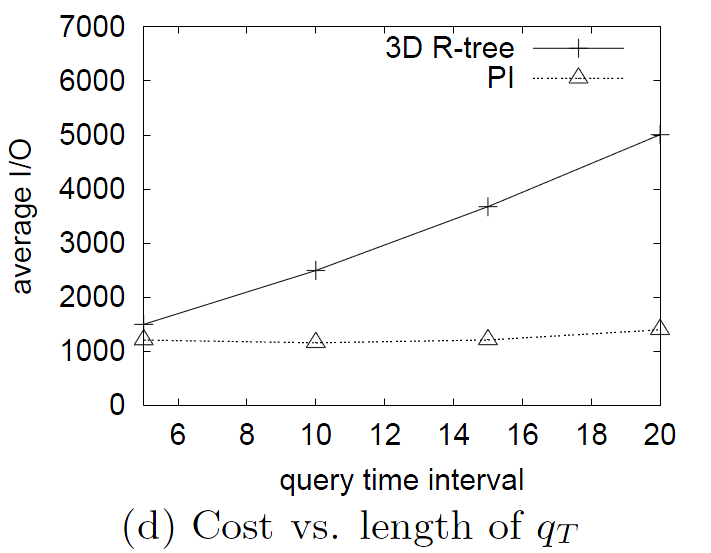 7000
6000
5000
4000
3000
2000
1000
0
average I/O
3D R-tree
PI
6 8 10 12 14 16 18 20
query time interval
(d) Cost vs. length of q_T